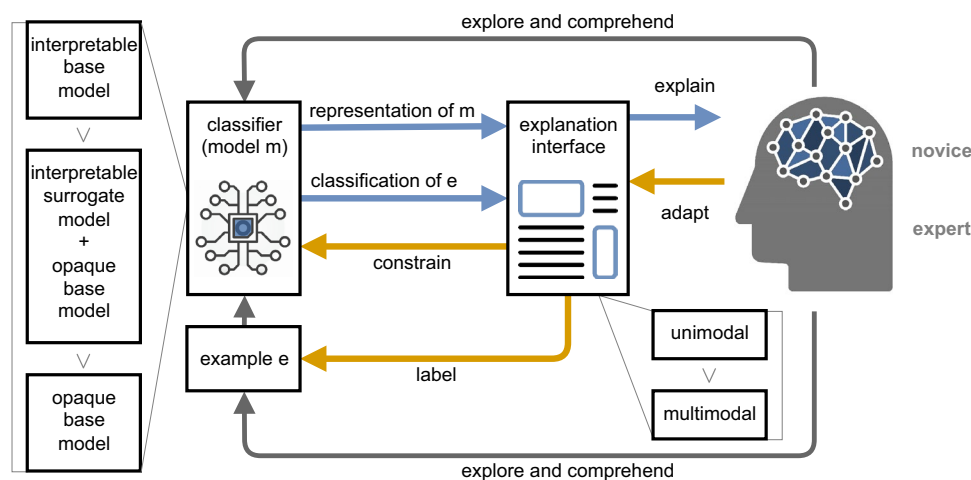 explore and comprehend
interpretable
base
model
interpretable
surrogate
model
+
opaque
base
model
opaque
base
model
classifier
(model m)
representation of m
classification of e
constrain
explanation
interface
explain
adapt
novice
expert
example e
label
unimodal
multimodal
explore and comprehend